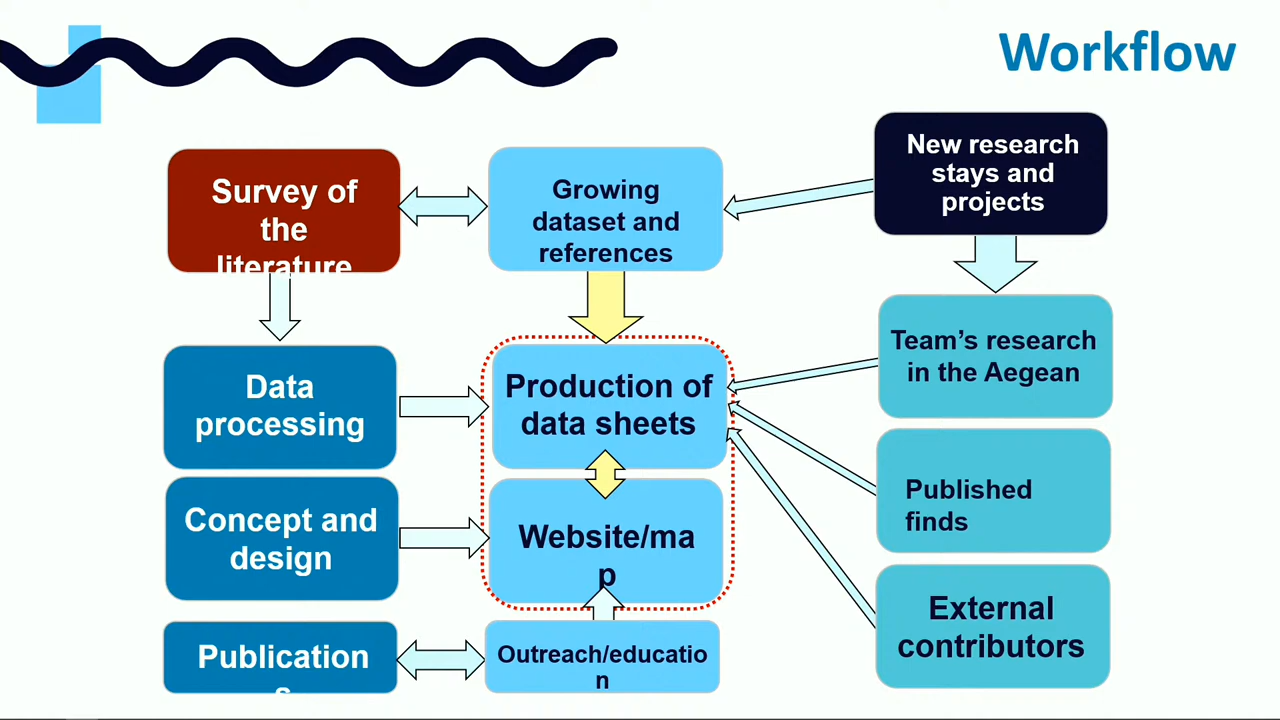 Workflow
Survey of
the
literature
Growing
dataset and
references
New research
stays and
projects
Data
processing
Production of
data sheets
Team’s research
in the Aegean
Concept and
design
Website/ma
p
Published
finds
Publication
s
Outreach/educatio
n
External
contributors